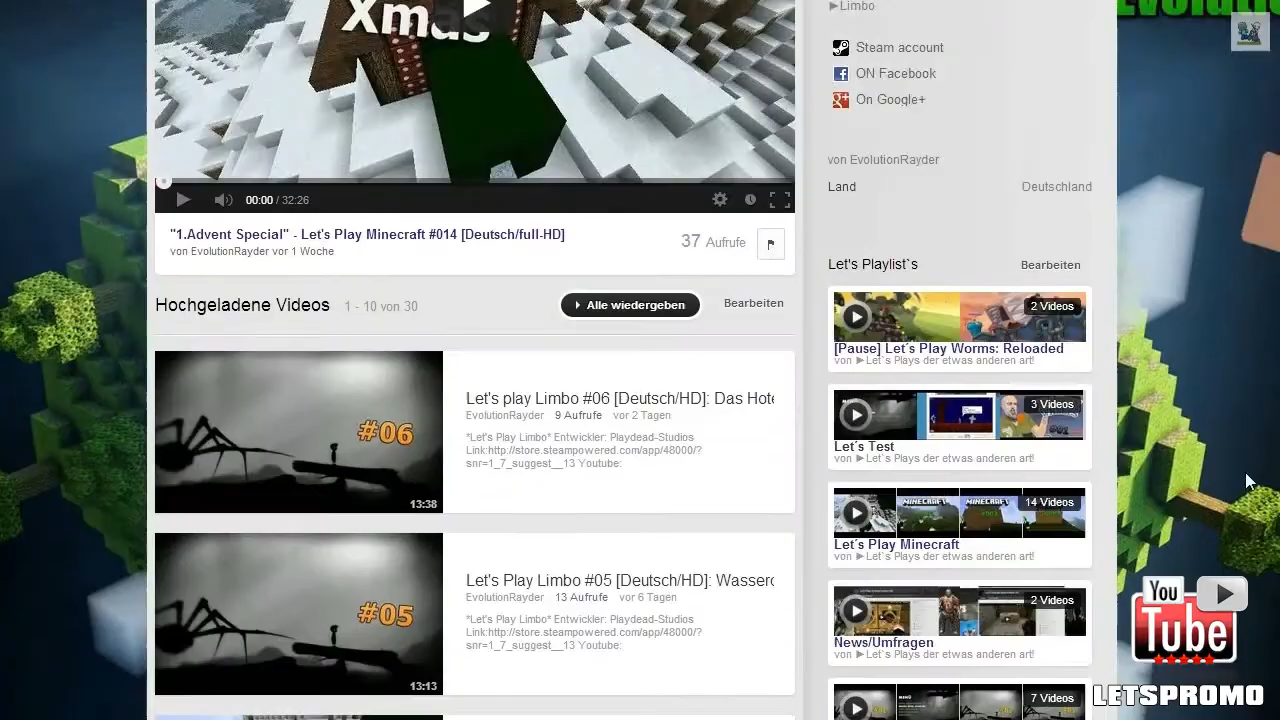 Evolution
Xmas
00:00 / 32:26
"1.Advent Special" - Let's Play Minecraft #014 [Deutsch/full-HD]
von EvolutionRayder vor 1 Woche
37 Aufrufe
Hochgeladene Videos 1 - 10 von 30
Alle wiedergeben
Bearbeiten
#06
13:38
Let's play Limbo #06 [Deutsch/HD]: Das Hote
EvolutionRayder 9 Aufrufe vor 2 Tagen
*Let's Play Limbo* Entwickler: Playdead-Studios
Link:http://store.steampowered.com/app/48000/?
snr=1_7_suggest__13 Youtube:
#05
13:13
Let's Play Limbo #05 [Deutsch/HD]: Wasserd
EvolutionRayder 13 Aufrufe vor 6 Tagen
*Let's Play Limbo* Entwickler: Playdead-Studios
Link:http://store.steampowered.com/app/48000/?
snr=1_7_suggest__13 Youtube:
►Limbo
Steam account
ON Facebook
On Google+
von EvolutionRayder
Land Deutschland
Let's Playlist`s Bearbeiten
2 Videos
[Pause] Let´s Play Worms: Reloaded
von ►Let`s Plays der etwas anderen art!
3 Videos
Let´s Test
von ►Let`s Plays der etwas anderen art!
MINECRAFT
MINECRAFT
14 Videos
Let´s Play Minecraft
von ►Let`s Plays der etwas anderen art!
2 Videos
News/Umfragen
von ►Let`s Plays der etwas anderen art!
7 Videos
You
Tube
LETSPROMO